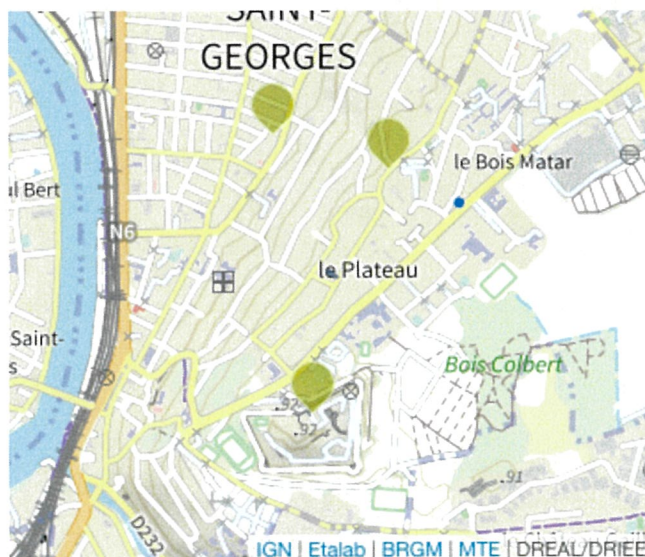 SAINT-
GEORGES
le Bois Matar
ul Bert
N6
le Plateau
Saint-
s
Bois Colbert
.92
.92
.91
D232
IGN | Etalab | BRGM | MTE | DREAL/DRIEE